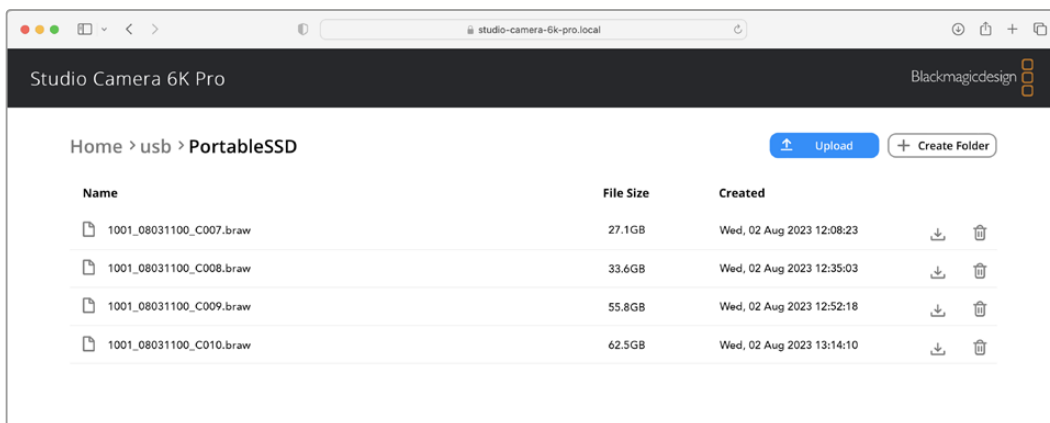 studio-camera-6k-pro.local
Studio Camera 6K Pro
Blackmagicdesign
Home > usb > PortableSSD
Upload
+ Create Folder
Name File Size Created
1001_08031100_C007.braw 27.1GB Wed, 02 Aug 2023 12:08:23
1001_08031100_C008.braw 33.6GB Wed, 02 Aug 2023 12:35:03
1001_08031100_C009.braw 55.8GB Wed, 02 Aug 2023 12:52:18
1001_08031100_C010.braw 62.5GB Wed, 02 Aug 2023 13:14:10